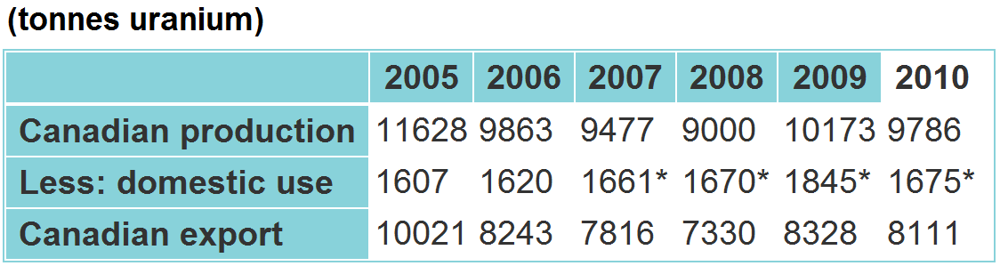 (tonnes uranium)
2005 2006 2007 2008 2009 2010
Canadian production 11628 9863 9477 9000 10173 9786
Less: domestic use 1607 1620 1661* 1670* 1845* 1675*
Canadian export 10021 8243 7816 7330 8328 8111